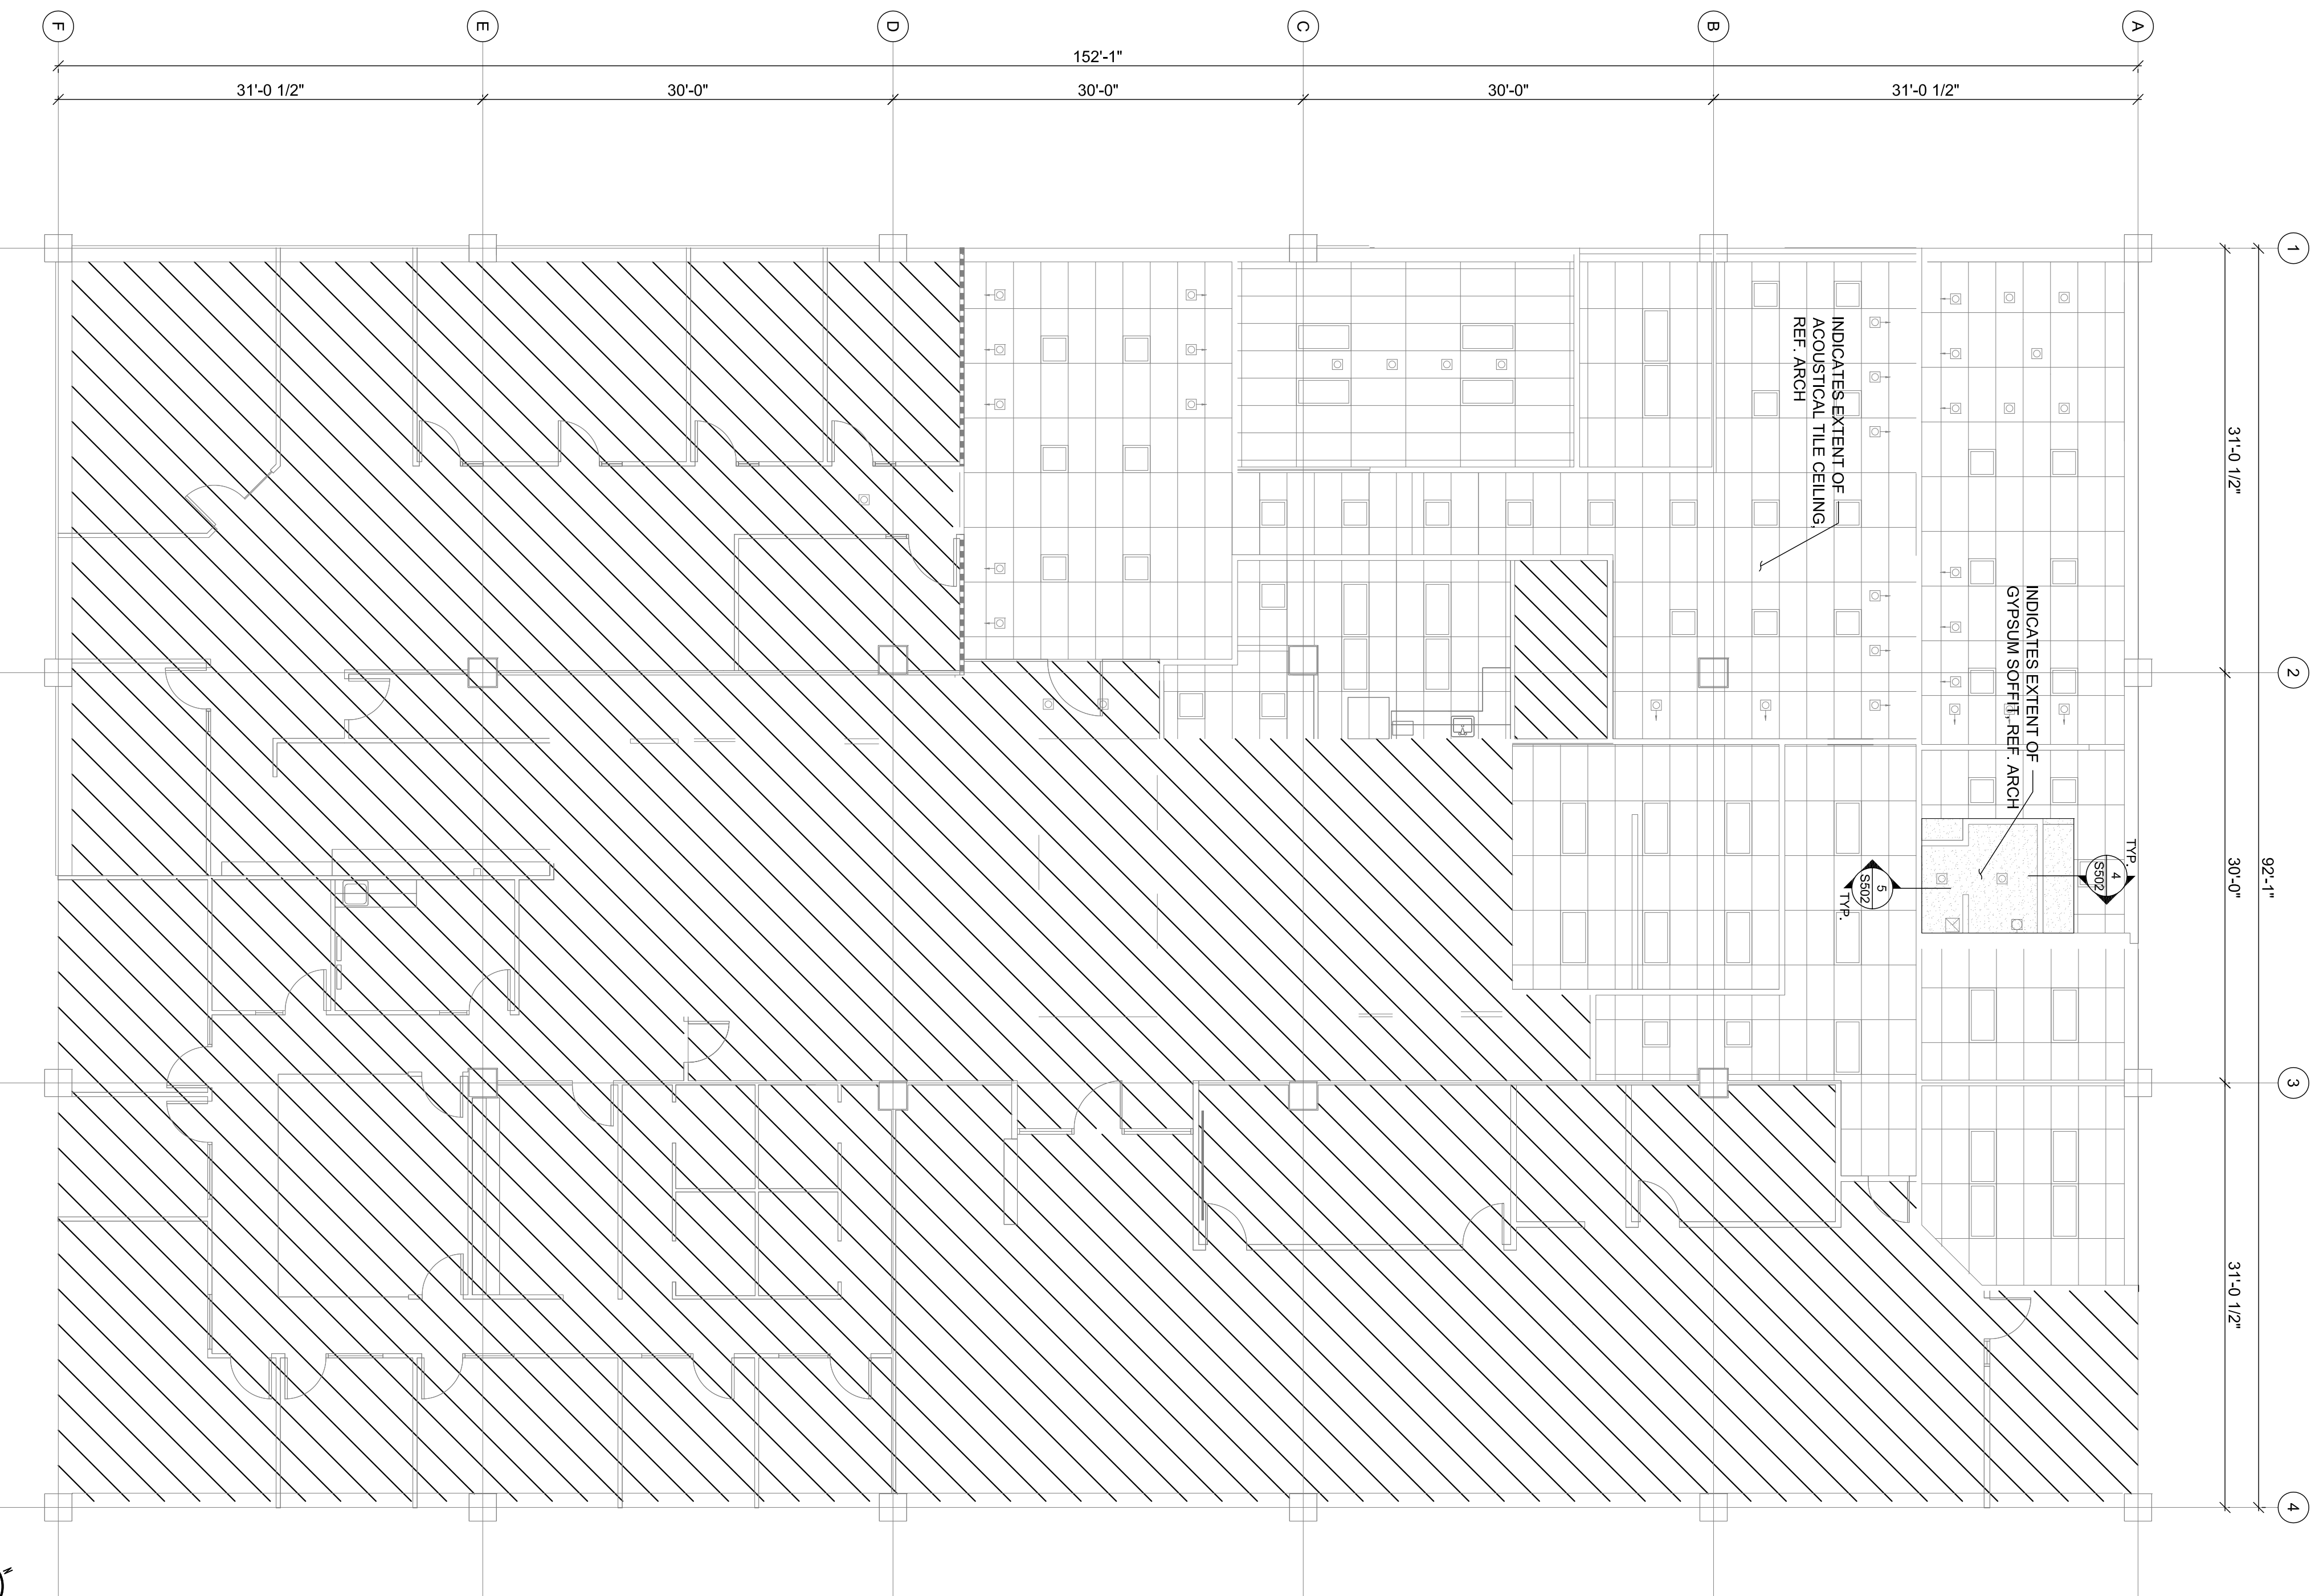 F
E
D
C
B
A
152'-1"
31'-0 1/2"
30'-0"
30'-0"
30'-0"
31'-0 1/2"
1
2
3
4
92'-1"
31'-0 1/2"
30'-0"
31'-0 1/2"
INDICATES EXTENT OF
ACOUSTICAL TILE CEILING,
REF. ARCH
INDICATES EXTENT OF
GYPSUM SOFFIT, REF. ARCH
TYP.
4
S502
5
S502
TYP.
N